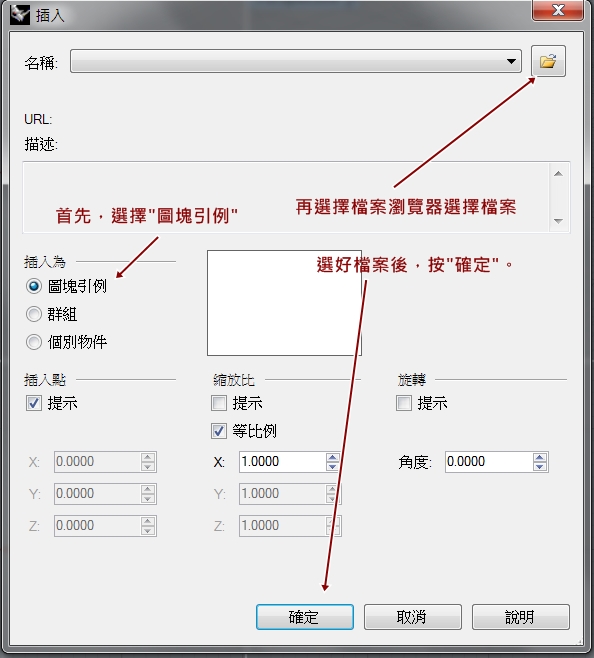 插入
名稱:
URL:
描述:
再選擇檔案瀏覽器選擇檔案
首先，選擇"圖塊引例"
選好檔案後，按"確定"。
插入為
圖塊引例
群組
個別物件
插入點
縮放比
旋轉
提示
提示
提示
等比例
X: 0.0000
X: 1.0000
角度: 0.0000
Y: 0.0000
Y: 1.0000
Z: 0.0000
Z: 1.0000
確定
取消
說明